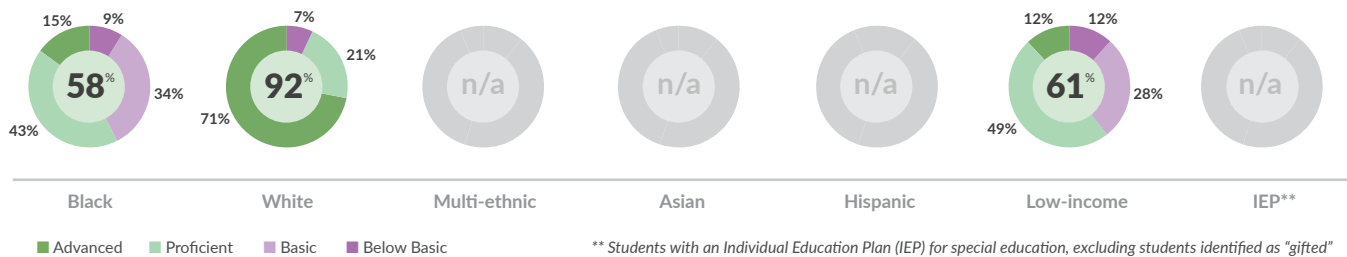 15% 9% 7% 12% 12%
21%
58% 92% n/a n/a n/a 61% n/a
34% 28%
71%
43% 49%
Black White Multi-ethnic Asian Hispanic Low-income IEP**
Advanced Proficient Basic Below Basic ** Students with an Individual Education Plan (IEP) for special education, excluding students identified as “gifted”